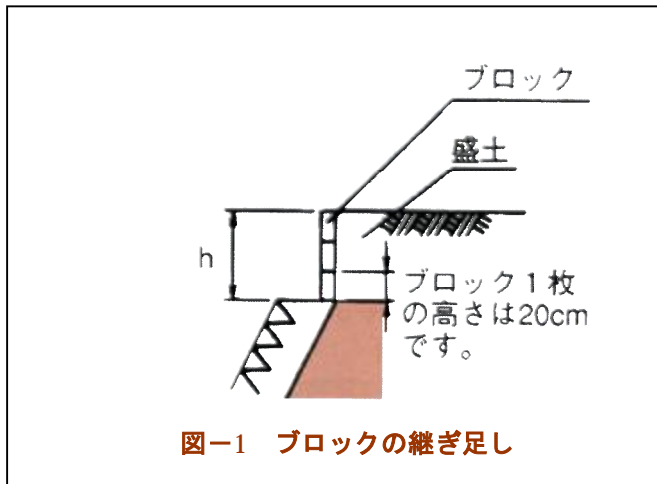 ブロック
盛土
h
ブロック1枚
の高さは20cm
です。
図－1　ブロックの継ぎ足し